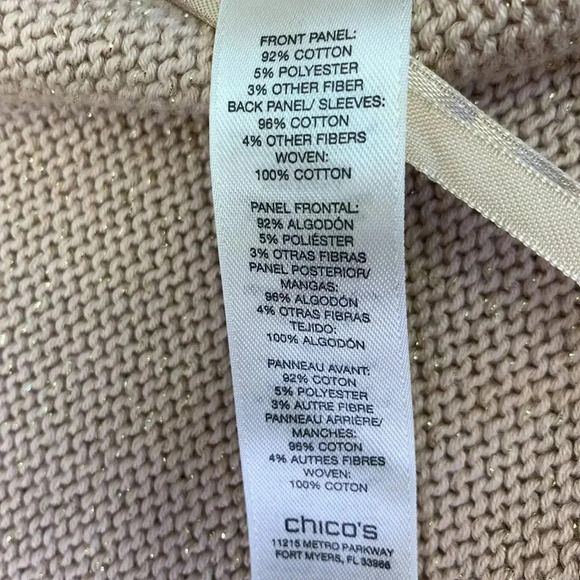 FRONT PANEL:
92% COTTON
5% POLYESTER
3% OTHER FIBER
BACK PANEL/ SLEEVES:
96% COTTON
4% OTHER FIBERS
WOVEN:
100% COTTON
PANEL FRONTAL:
92% ALGODÓN
5% POLIÉSTER
3% OTRAS FIBRAS
PANEL POSTERIOR/
MANGAS:
96% ALGODÓN
4% OTRAS FIBRAS
TEJIDO:
100% ALGODÓN
PANNEAU AVANT:
92% COTON
5% POLYESTER
3% AUTRE FIBRE
PANNEAU ARRIÈRE/
MANCHES:
96% COTON
4% AUTRES FIBRES
WOVEN:
100% COTON
chico's
11215 METRO PARKWAY
FORT MYERS, FL 33966